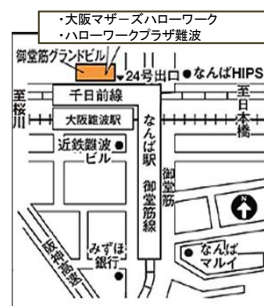 ・大阪マザーズハローワーク
・ハローワークプラザ難波
御堂筋グランドビル
24号出口
なんばHIPS
至桜川
千日前線
至日本橋
大阪難波駅
なんば駅 御堂筋線
御堂筋
近鉄難波
ビル
阪神高速
みずほ
銀行
なんば
マルイ
N